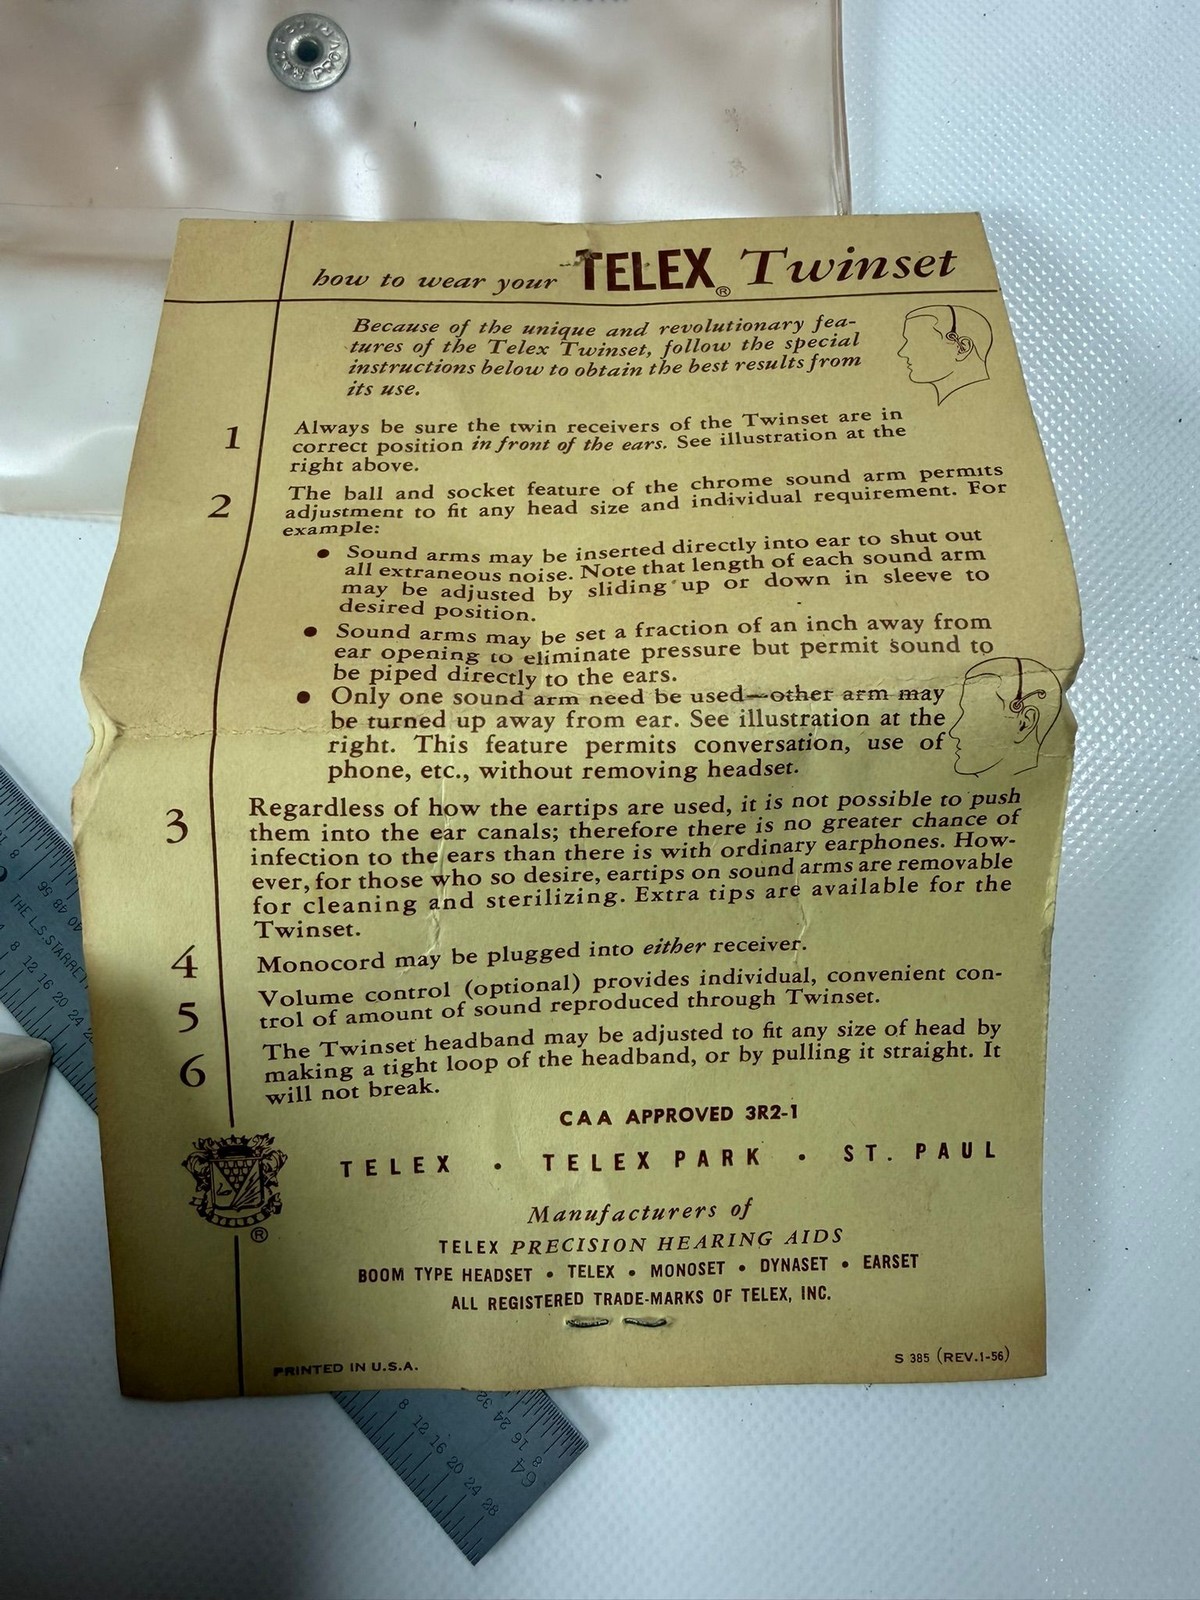 how to wear your TELEX® Twinset
Because of the unique and revolutionary fea-
tures of the Telex Twinset, follow the special
instructions below to obtain the best results from
its use.
1 Always be sure the twin receivers of the Twinset are in
correct position in front of the ears. See illustration at the
right above.
2 The ball and socket feature of the chrome sound arm permits
adjustment to fit any head size and individual requirement. For
example:
• Sound arms may be inserted directly into ear to shut out
all extraneous noise. Note that length of each sound arm
may be adjusted by sliding up or down in sleeve to
desired position.
• Sound arms may be set a fraction of an inch away from
ear opening to eliminate pressure but permit sound to
be piped directly to the ears.
• Only one sound arm need be used—other arm may
be turned up away from ear. See illustration at the
right. This feature permits conversation, use of
phone, etc., without removing headset.
3 Regardless of how the eartips are used, it is not possible to push
them into the ear canals; therefore there is no greater chance of
infection to the ears than there is with ordinary earphones. How-
ever, for those who so desire, eartips on sound arms are removable
for cleaning and sterilizing. Extra tips are available for the
Twinset.
4 Monocord may be plugged into either receiver.
5 Volume control (optional) provides individual, convenient con-
trol of amount of sound reproduced through Twinset.
6 The Twinset headband may be adjusted to fit any size of head by
making a tight loop of the headband, or by pulling it straight. It
will not break.
CAA APPROVED 3R2-1
TELEX • TELEX PARK • ST. PAUL
TELEX
®
Manufacturers of
TELEX PRECISION HEARING AIDS
BOOM TYPE HEADSET • TELEX • MONOSET • DYNASET • EARSET
ALL REGISTERED TRADE-MARKS OF TELEX, INC.
PRINTED IN U.S.A.
S 385 (REV.1-56)
THE L.S. STARRETT
8 12 16 20 24
8 12 16 20 24 28
64